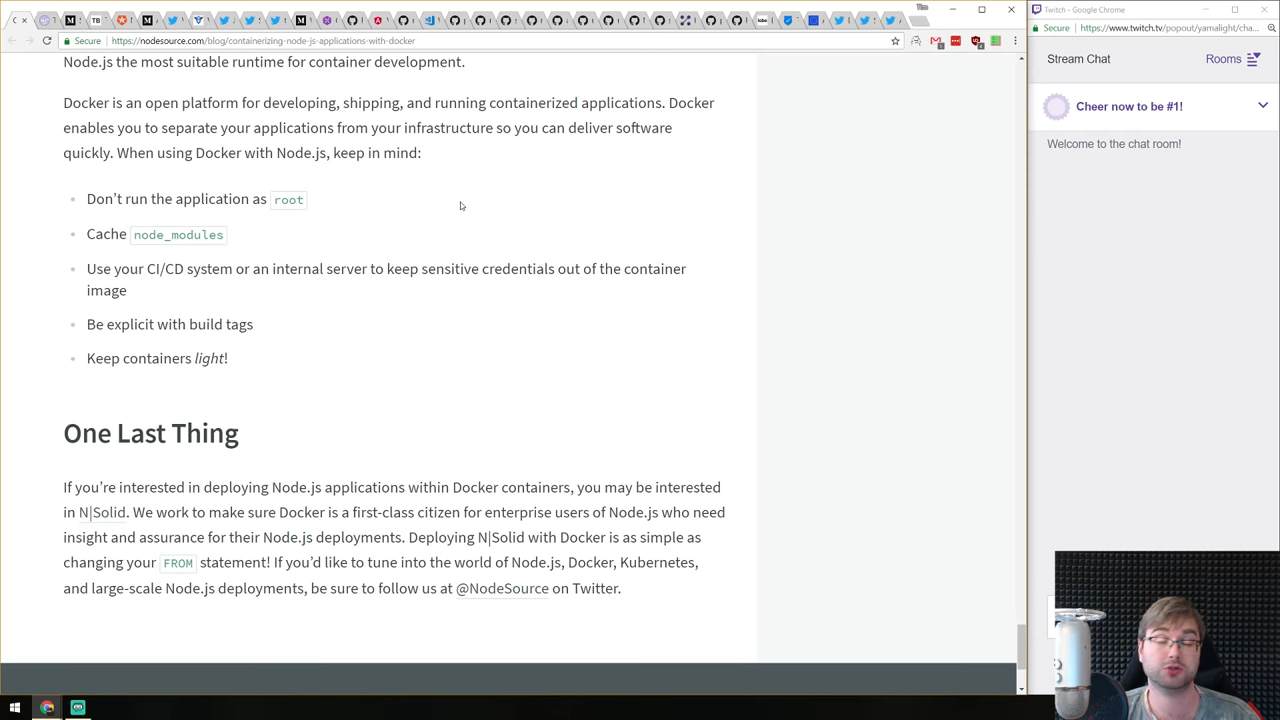 Tim
Secure
https://nodesource.com/blog/containerizing-node-js-applications-with-docker
Node.js the most suitable runtime for container development.
Docker is an open platform for developing, shipping, and running containerized applications. Docker
enables you to separate your applications from your infrastructure so you can deliver software
quickly. When using Docker with Node.js, keep in mind:
• Don’t run the application as root
• Cache node_modules
• Use your CI/CD system or an internal server to keep sensitive credentials out of the container
image
• Be explicit with build tags
• Keep containers light!
One Last Thing
If you’re interested in deploying Node.js applications within Docker containers, you may be interested
in N|Solid. We work to make sure Docker is a first-class citizen for enterprise users of Node.js who need
insight and assurance for their Node.js deployments. Deploying N|Solid with Docker is as simple as
changing your FROM statement! If you’d like to tune into the world of Node.js, Docker, Kubernetes,
and large-scale Node.js deployments, be sure to follow us at @NodeSource on Twitter.
Twitch - Google Chrome
Secure
https://www.twitch.tv/popout/yamalight/cha...
Stream Chat
Rooms
Cheer now to be #1!
Welcome to the chat room!